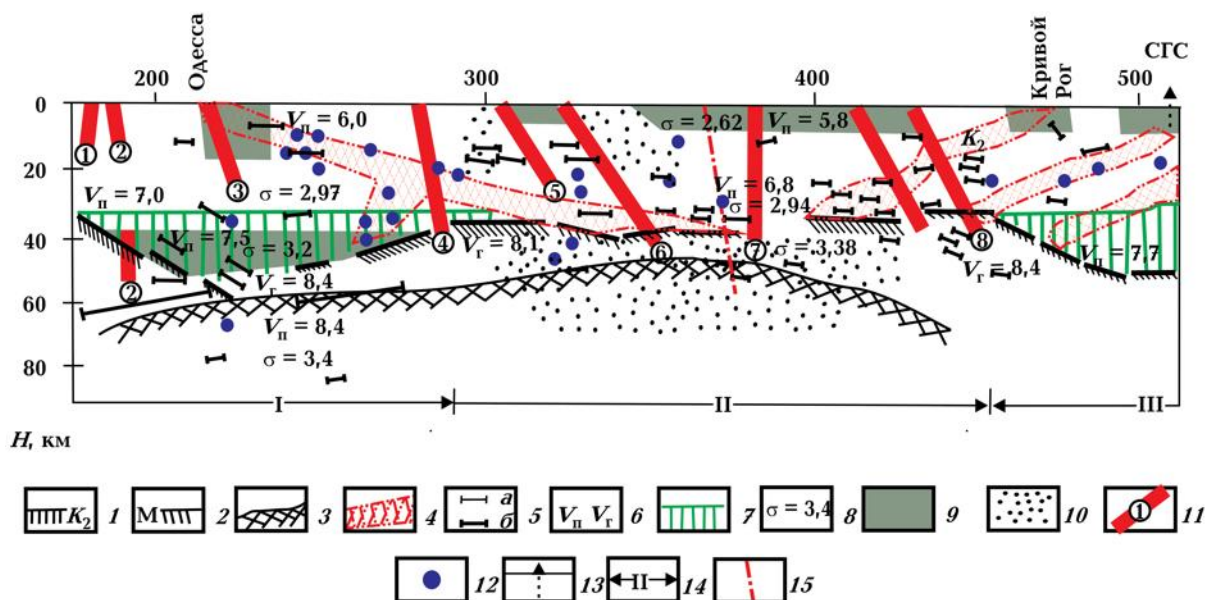 Одесса
Кривой Рог
СГС
200 300 400 500
0
Vп = 6,0
σ = 2,62
Vп = 5,8
K2
① ②
20
③
⑤
Vп = 6,8
Vп = 7,0
σ = 2,97
σ = 2,94
40
Vп = 7,5
σ = 3,2
④
Vг = 8,1
⑥
⑦
σ = 3,38
⑧
Vп = 7,7
②
Vг = 8,4
Vг = 8,4
60
Vп = 8,4
80
σ = 3,4
I II III
H, км
K2 1
М 2
3
4
а
б 5
Vп Vг 6
7
σ = 3,4 8
9
10
① 11
12
13
II 14
15